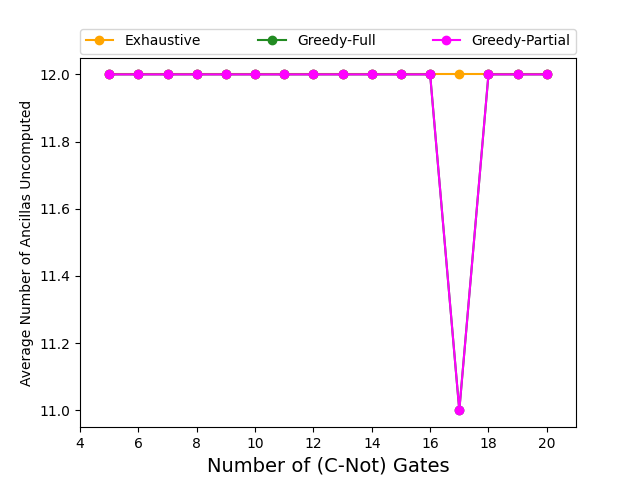 Exhaustive Greedy-Full Greedy-Partial
12.0
11.8
11.6
11.4
11.2
11.0
Average Number of Ancillas Uncomputed
4 6 8 10 12 14 16 18 20
Number of (C-Not) Gates